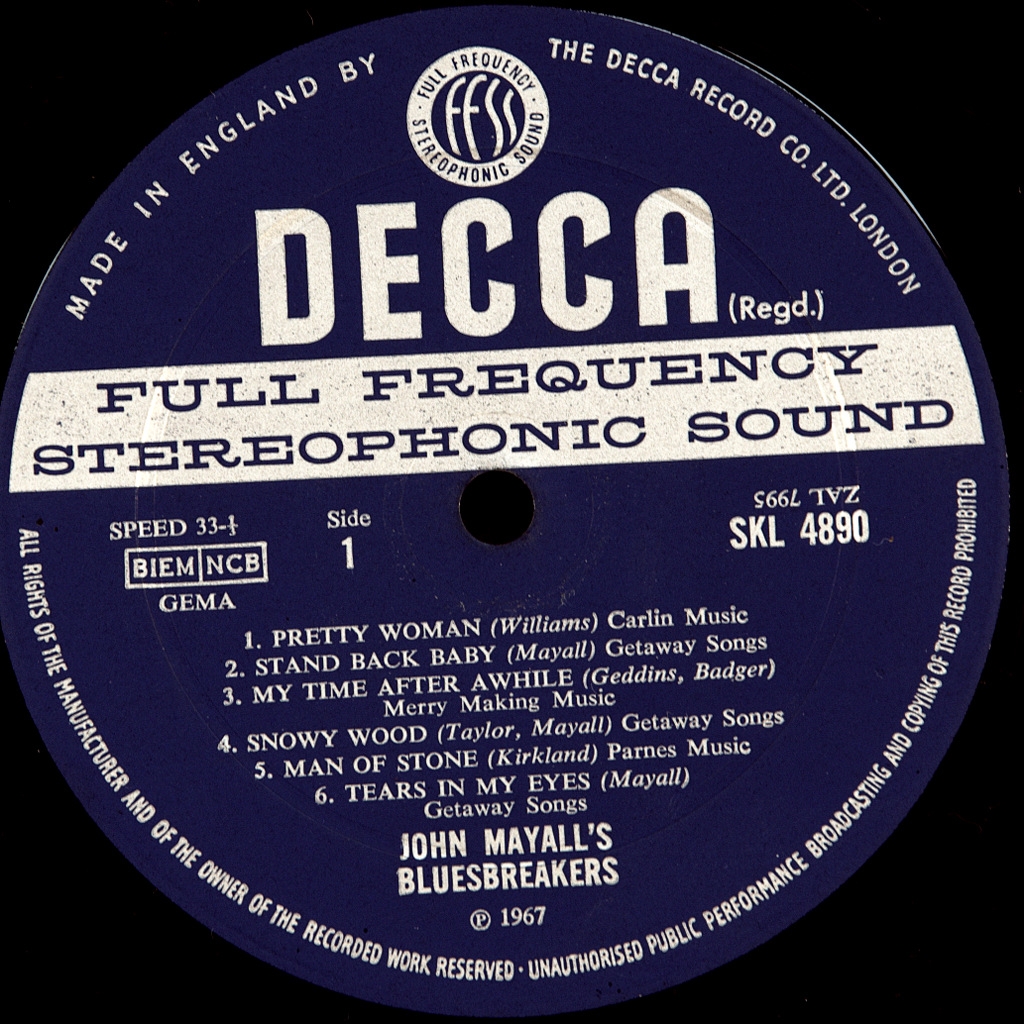 MADE IN ENGLAND BY
THE DECCA RECORD CO. LTD. LONDON
· FULL FREQUENCY ·
FFSS
STEREOPHONIC SOUND
DECCA (Regd.)
FULL FREQUENCY
STEREOPHONIC SOUND
SPEED 33-⅓
BIEM NCB
GEMA
Side
1
ZAL 7995
SKL 4890
1. PRETTY WOMAN (Williams) Carlin Music
2. STAND BACK BABY (Mayall) Getaway Songs
3. MY TIME AFTER AWHILE (Geddins, Badger)
Merry Making Music
4. SNOWY WOOD (Taylor, Mayall) Getaway Songs
5. MAN OF STONE (Kirkland) Parnes Music
6. TEARS IN MY EYES (Mayall)
Getaway Songs
JOHN MAYALL'S
BLUESBREAKERS
℗ 1967
ALL RIGHTS OF THE MANUFACTURER AND OF THE OWNER OF THE RECORDED WORK RESERVED · UNAUTHORISED PUBLIC PERFORMANCE BROADCASTING AND COPYING OF THIS RECORD PROHIBITED